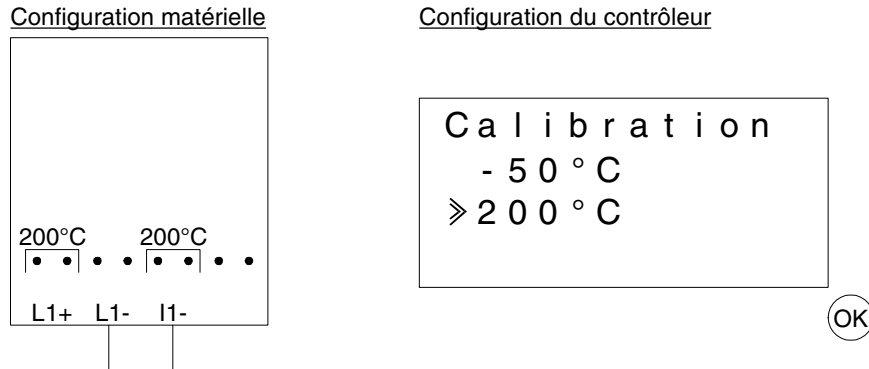 Configuration matérielle
Configuration du contrôleur
Calibration
-50°C
»200°C
200°C 200°C
L1+ L1- I1-
OK